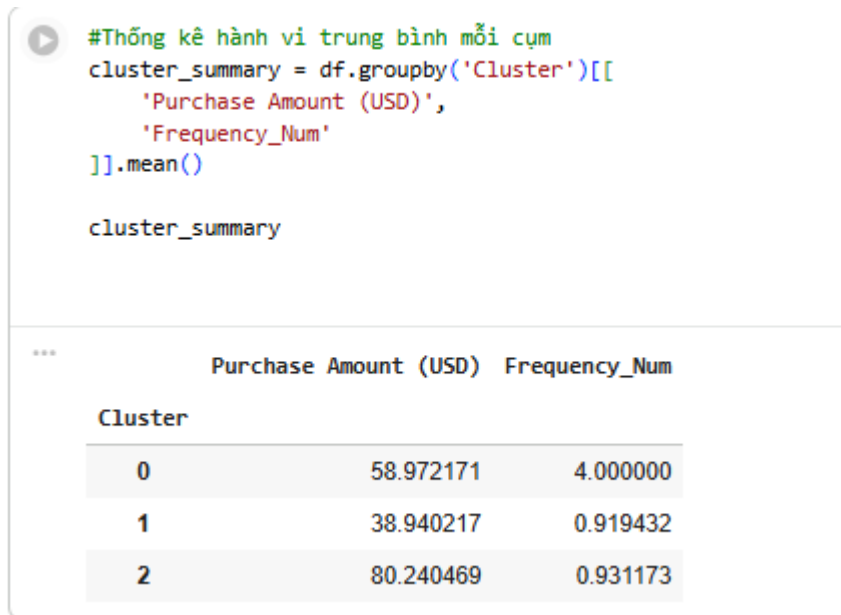 #Thống kê hành vi trung bình mỗi cụm
cluster_summary = df.groupby('Cluster')[[
    'Purchase Amount (USD)',
    'Frequency_Num'
]].mean()
cluster_summary
Purchase Amount (USD) Frequency_Num
Cluster
0 58.972171 4.000000
1 38.940217 0.919432
2 80.240469 0.931173